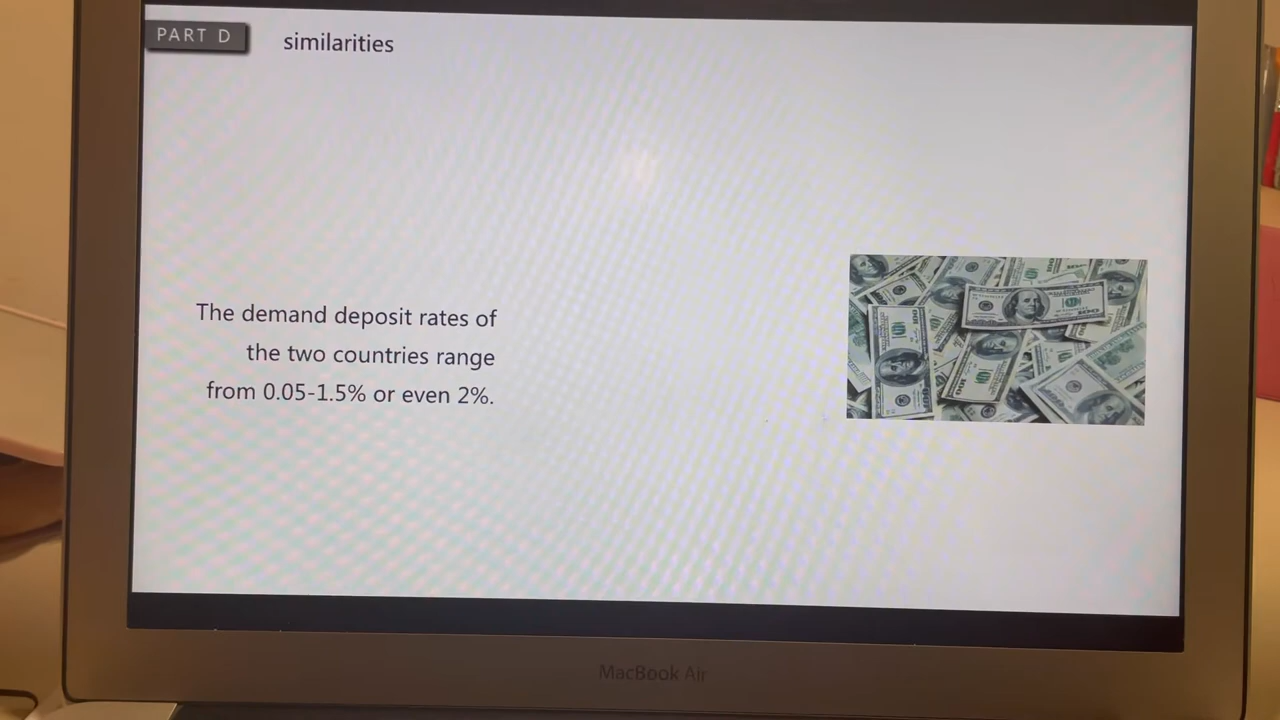 PART D
similarities
The demand deposit rates of
the two countries range
from 0.05-1.5% or even 2%.
MacBook Air